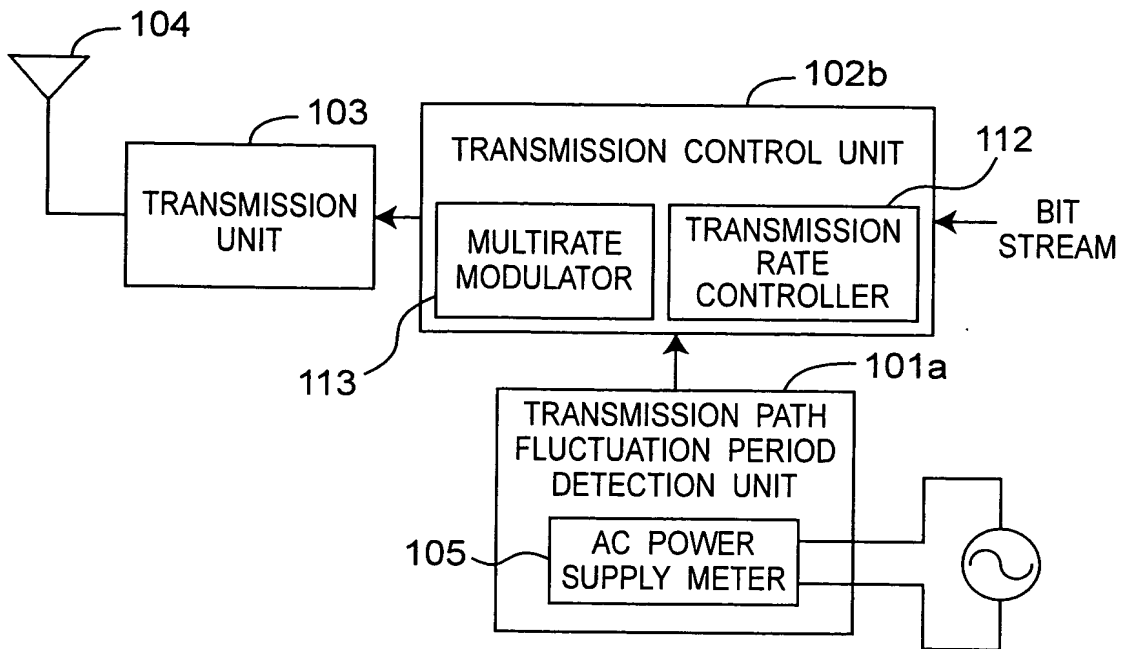 104
102b
103
TRANSMISSION CONTROL UNIT
112
TRANSMISSION
UNIT
MULTIRATE
MODULATOR
TRANSMISSION
RATE
CONTROLLER
BIT
STREAM
113
101a
TRANSMISSION PATH
FLUCTUATION PERIOD
DETECTION UNIT
105
AC POWER
SUPPLY METER